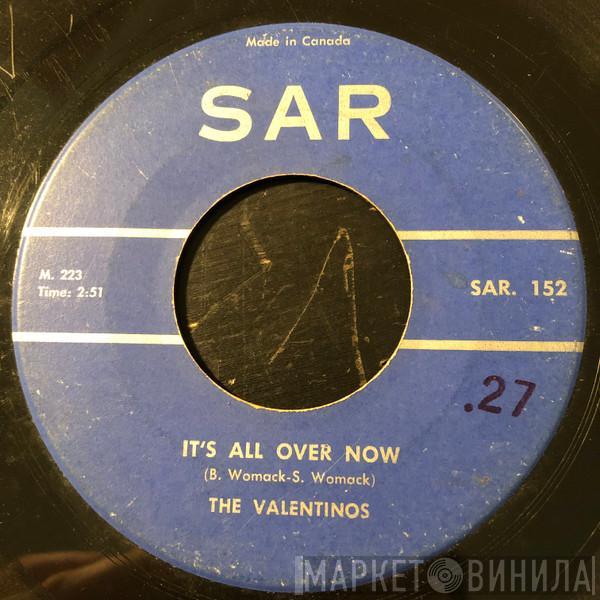 Made in Canada
SAR
M. 223
Time: 2:51
SAR. 152
.27
IT'S ALL OVER NOW
(B. Womack-S. Womack)
THE VALENTINOS
МАРКЕТ ВИНИЛА